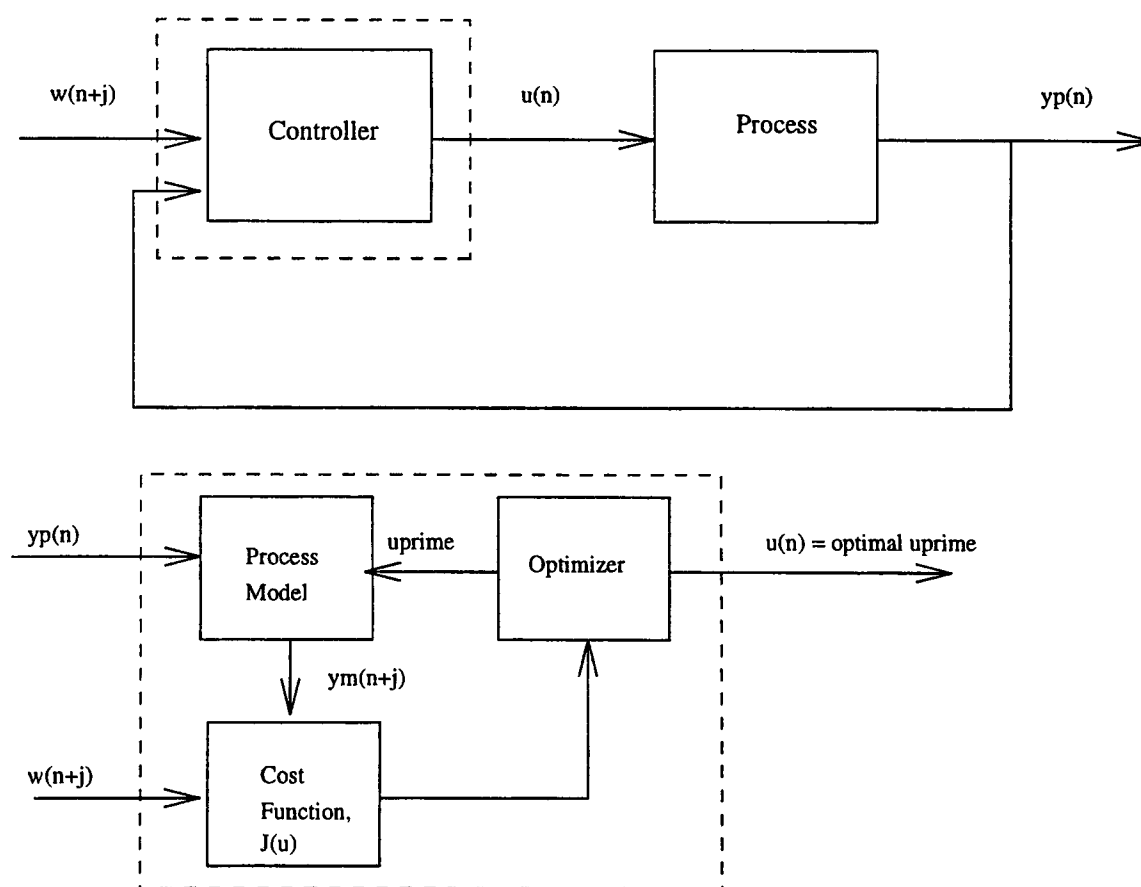 w(n+j)
Controller
u(n)
Process
yp(n)
yp(n)
Process
Model
uprime
Optimizer
u(n) = optimal uprime
ym(n+j)
w(n+j)
Cost
Function,
J(u)